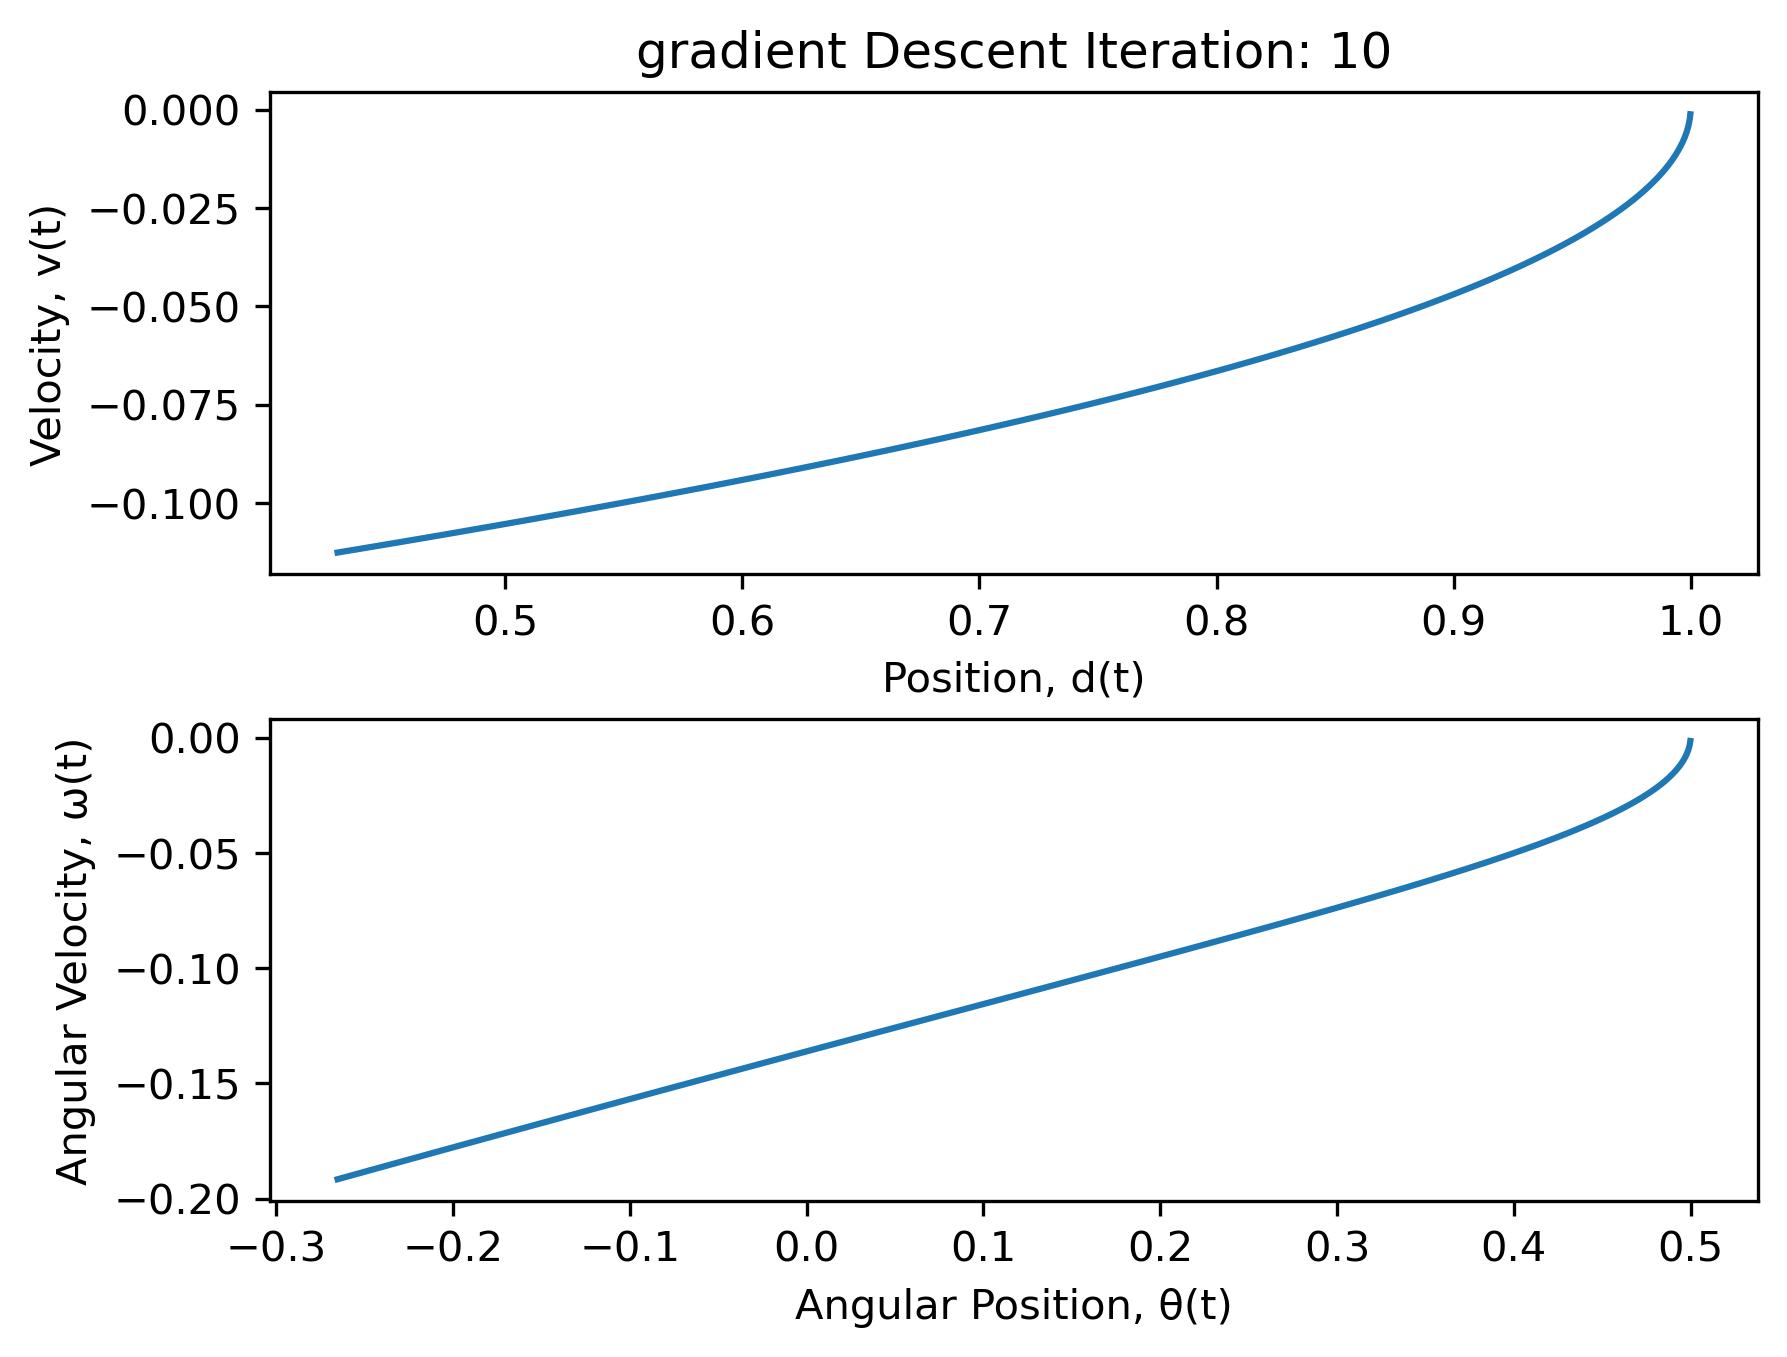 gradient Descent Iteration: 10
0.000
−0.025
−0.050
−0.075
−0.100
Velocity, v(t)
0.5 0.6 0.7 0.8 0.9 1.0
Position, d(t)
0.00
−0.05
−0.10
−0.15
−0.20
Angular Velocity, ω(t)
−0.3 −0.2 −0.1 0.0 0.1 0.2 0.3 0.4 0.5
Angular Position, θ(t)